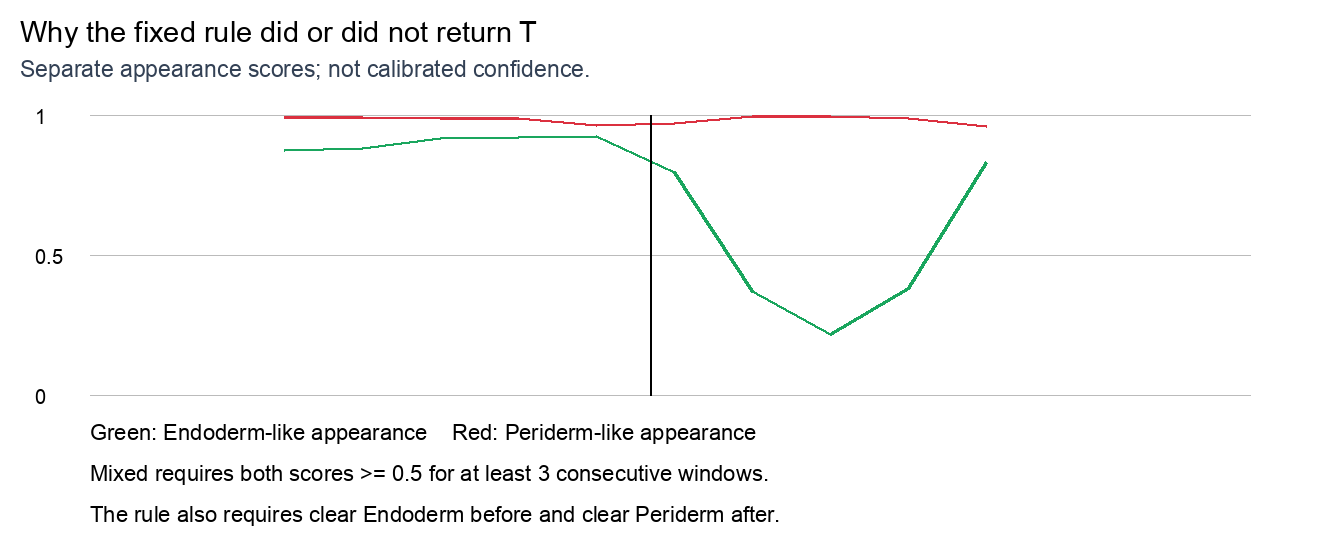 Why the fixed rule did or did not return T
Separate appearance scores; not calibrated confidence.
1
0.5
0
Green: Endoderm-like appearance Red: Periderm-like appearance
Mixed requires both scores >= 0.5 for at least 3 consecutive windows.
The rule also requires clear Endoderm before and clear Periderm after.